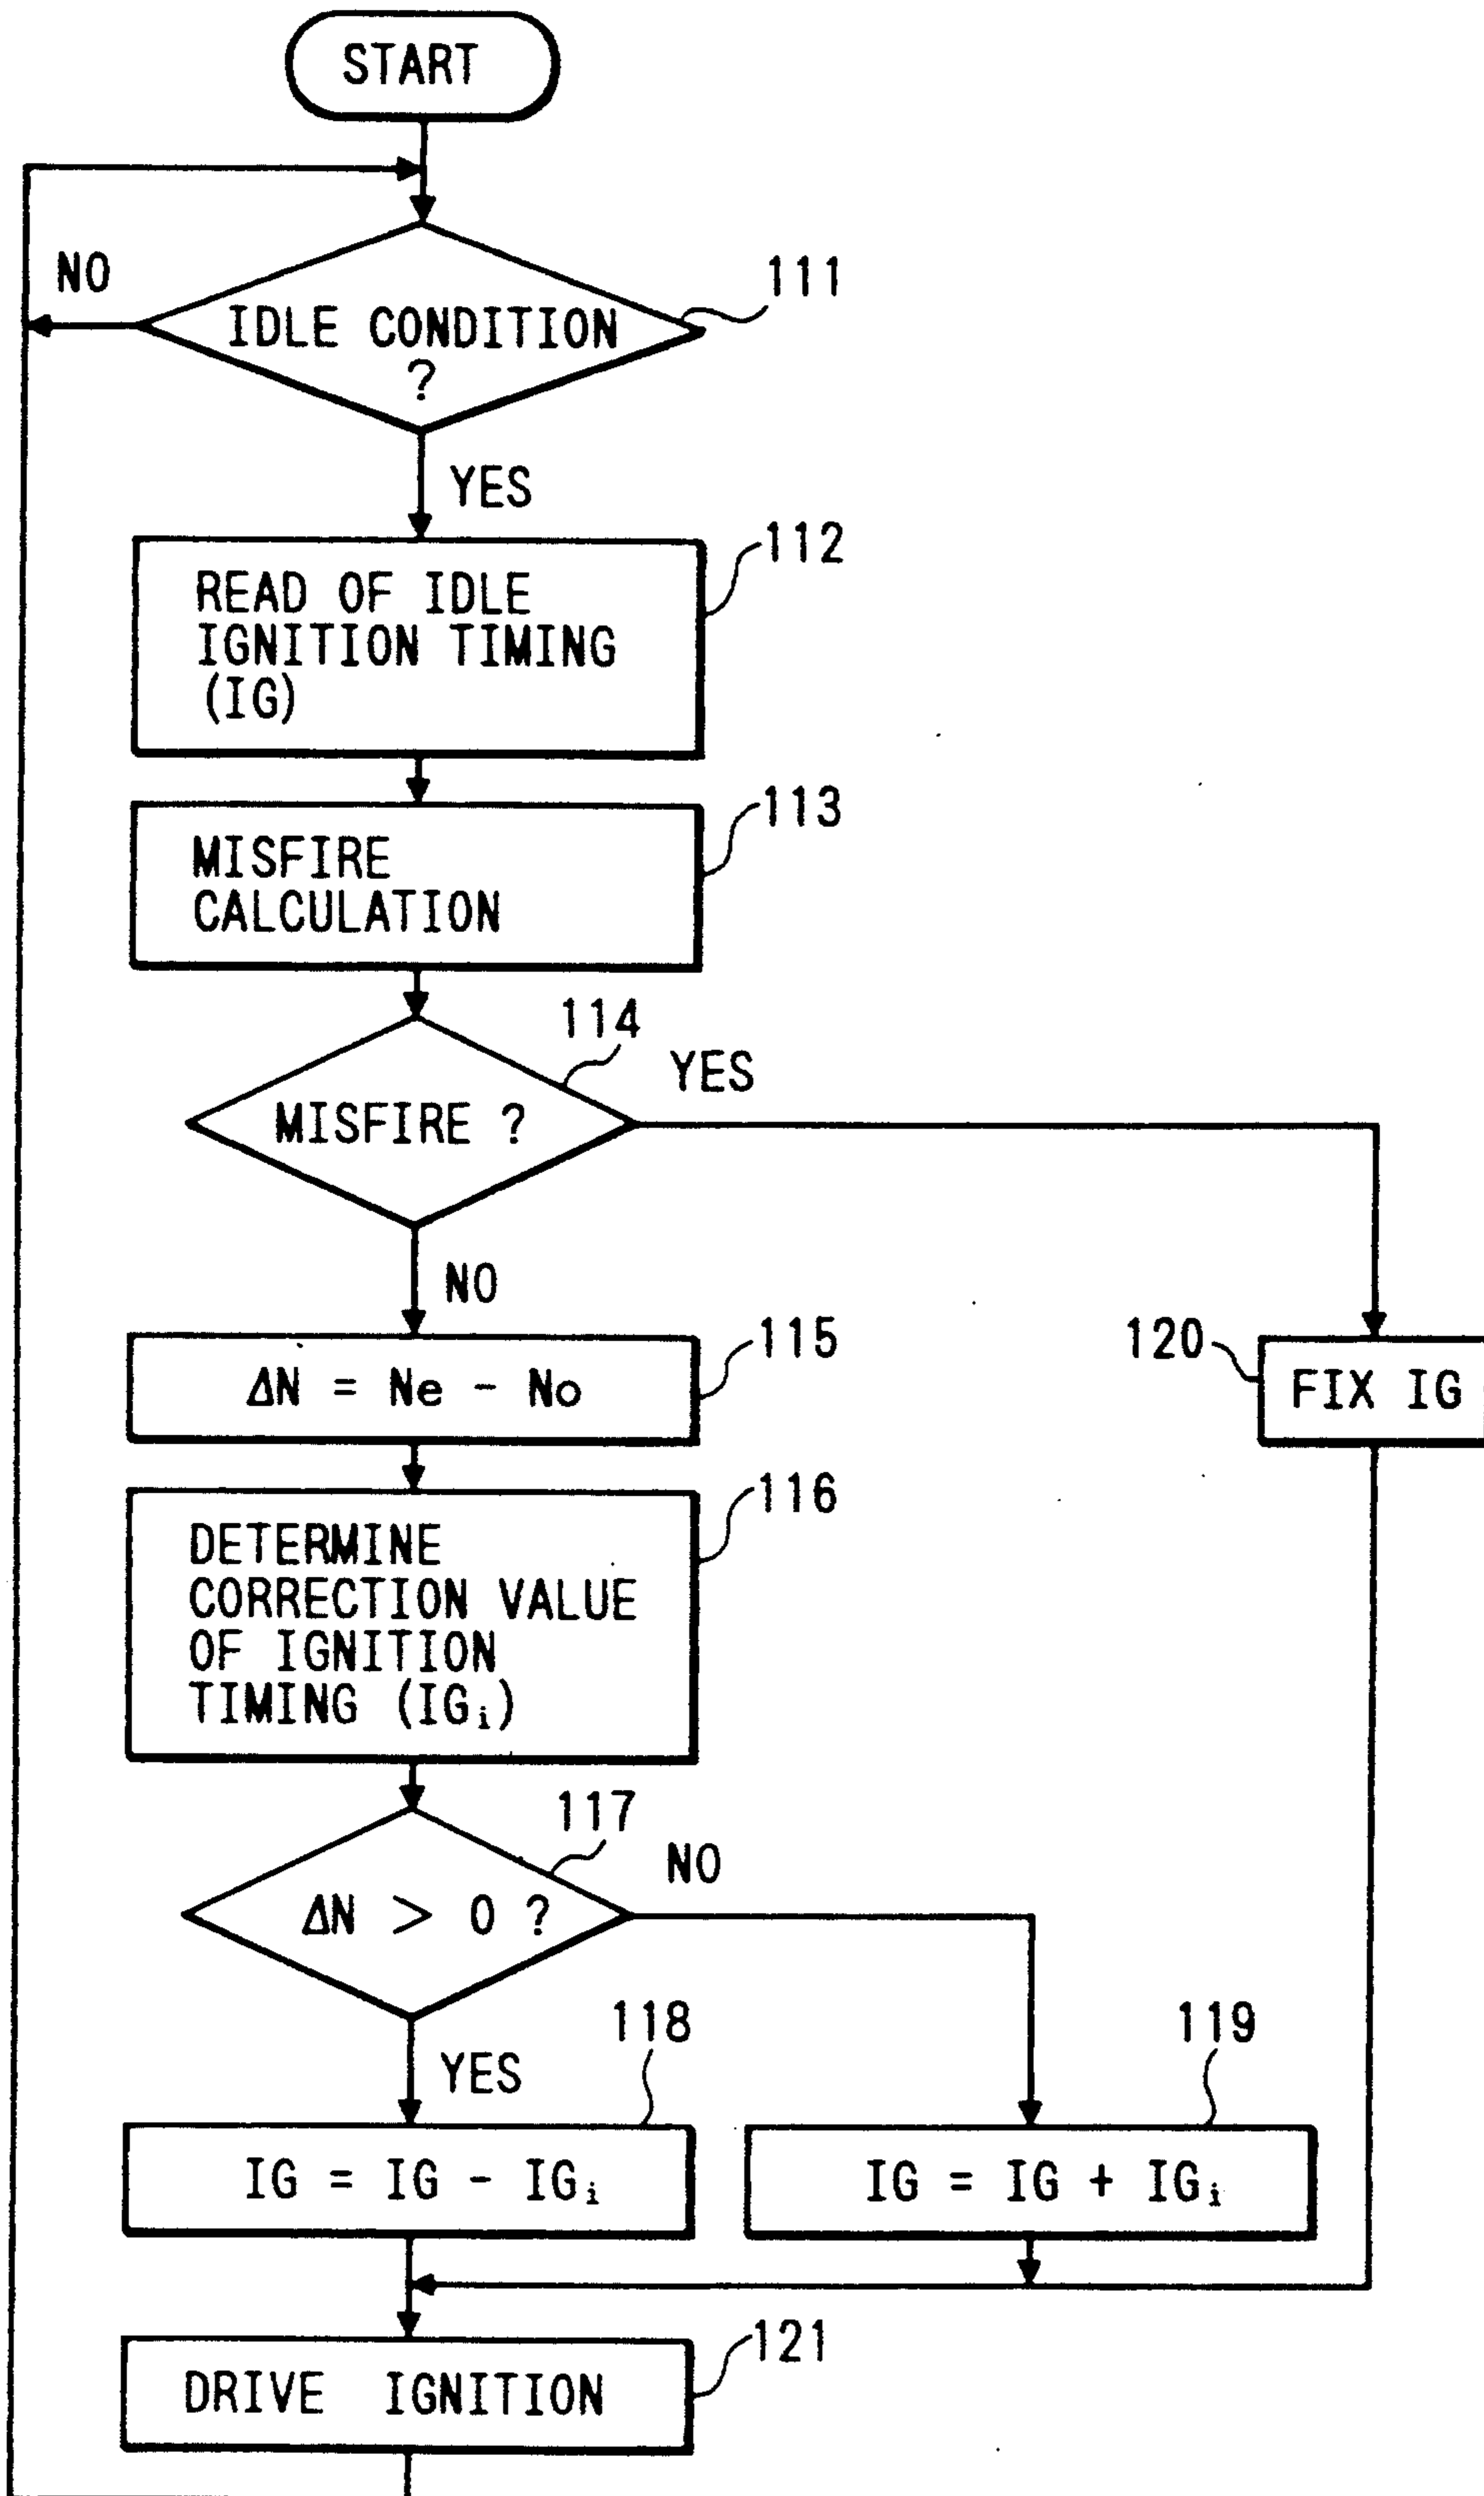 START
NO
111
IDLE CONDITION
?
YES
112
READ OF IDLE
IGNITION TIMING
(IG)
113
MISFIRE
CALCULATION
114
YES
MISFIRE ?
NO
115
ΔN = Ne - No
120
FIX IG
116
DETERMINE
CORRECTION VALUE
OF IGNITION
TIMING (IGi)
117
NO
ΔN > 0 ?
118
119
YES
IG = IG - IGi
IG = IG + IGi
121
DRIVE IGNITION